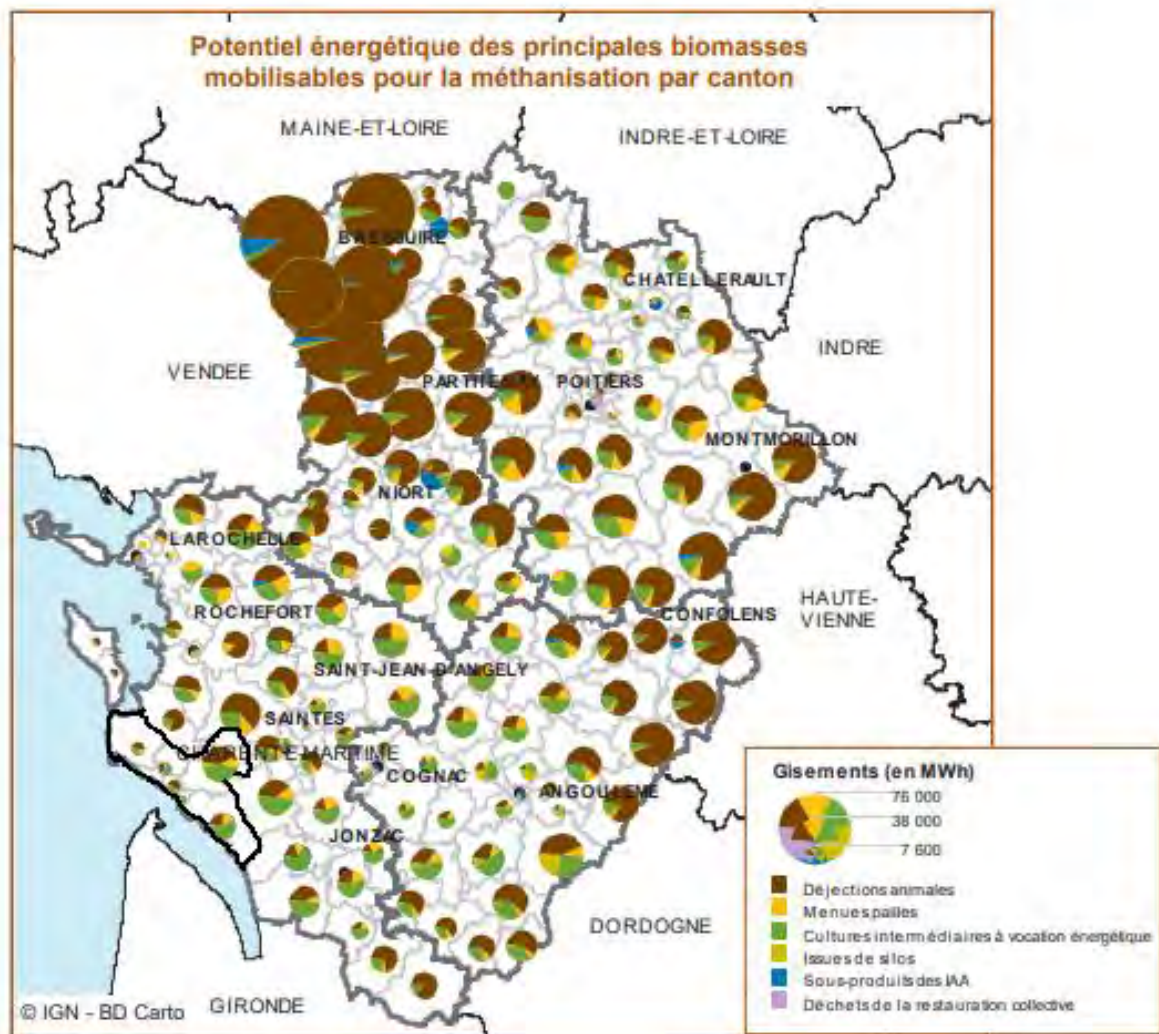 Potentiel énergétique des principales biomasses
mobilisables pour la méthanisation par canton
MAINE-ET-LOIRE
INDRE-ET-LOIRE
BRESSUIRE
CHATELLERAULT
INDRE
VENDEE
PARTHENAY
POITIERS
MONTMORILLON
NIORT
LA ROCHELLE
HAUTE-
VIENNE
ROCHEFORT
CONFOLENS
SAINT-JEAN-D'ANGELY
SAINTES
CHARENTE-MARITIME
COGNAC
ANGOULEME
JONZAC
DORDOGNE
GIRONDE
© IGN - BD Carto
Gisements (en MWh)
76 000
38 000
7 600
Déjections animales
Menues pailles
Cultures intermédiaires à vocation énergétique
Issues de silos
Sous-produits des IAA
Déchets de la restauration collective